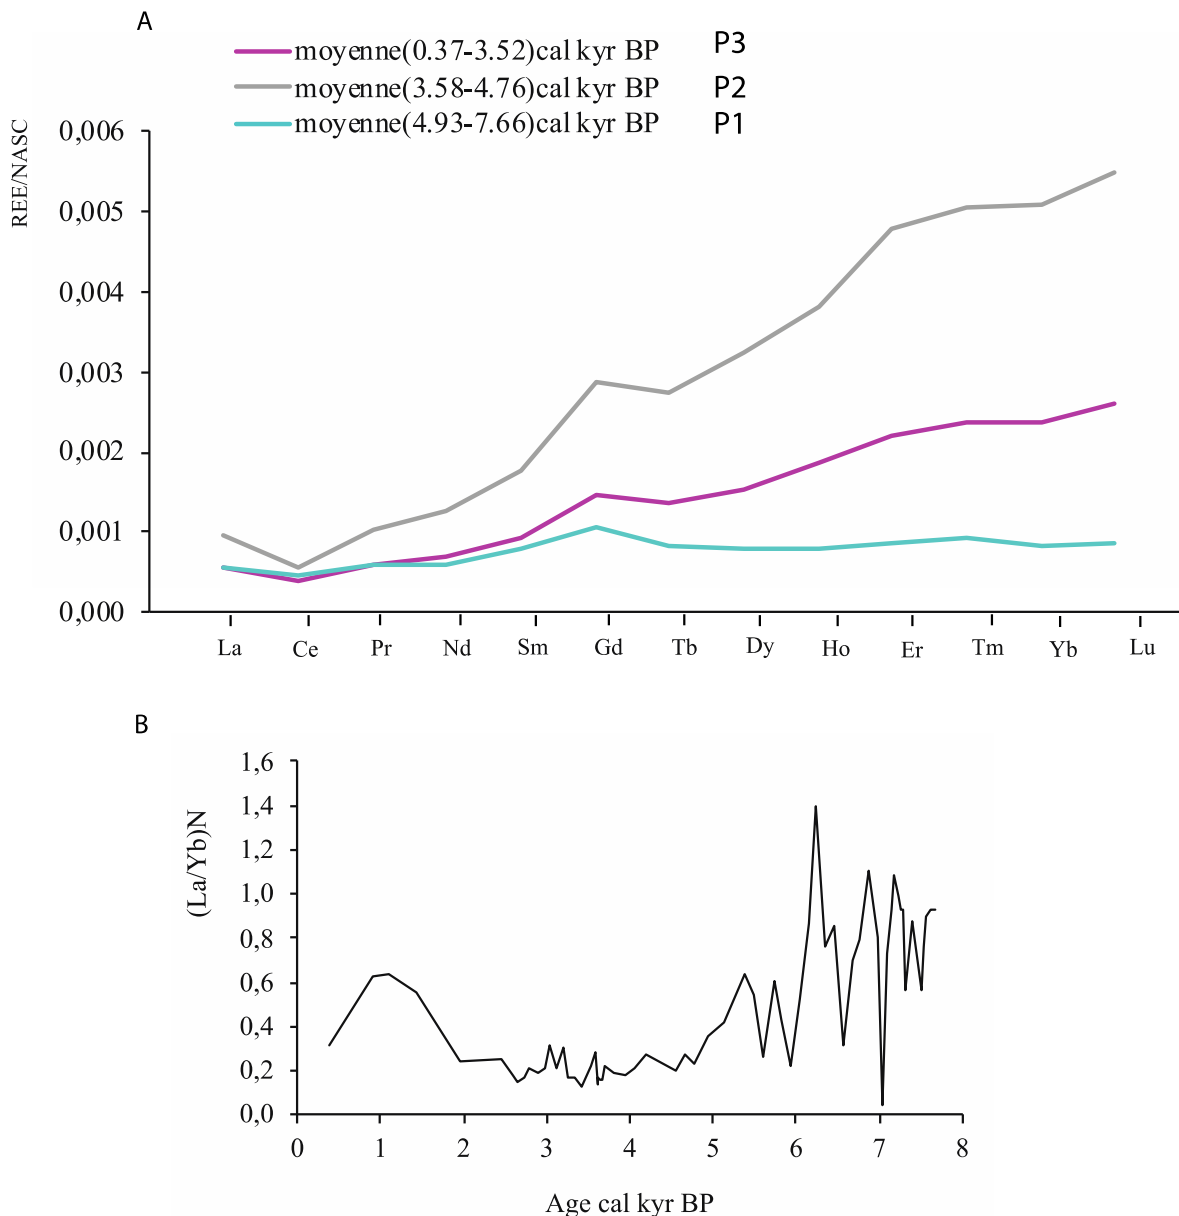 A
moyenne(0.37-3.52)cal kyr BP P3
moyenne(3.58-4.76)cal kyr BP P2
moyenne(4.93-7.66)cal kyr BP P1
REE/NASC
0,006
0,005
0,004
0,003
0,002
0,001
0,000
La Ce Pr Nd Sm Gd Tb Dy Ho Er Tm Yb Lu
B
(La/Yb)N
1,6
1,4
1,2
1,0
0,8
0,6
0,4
0,2
0,0
0 1 2 3 4 5 6 7 8
Age cal kyr BP